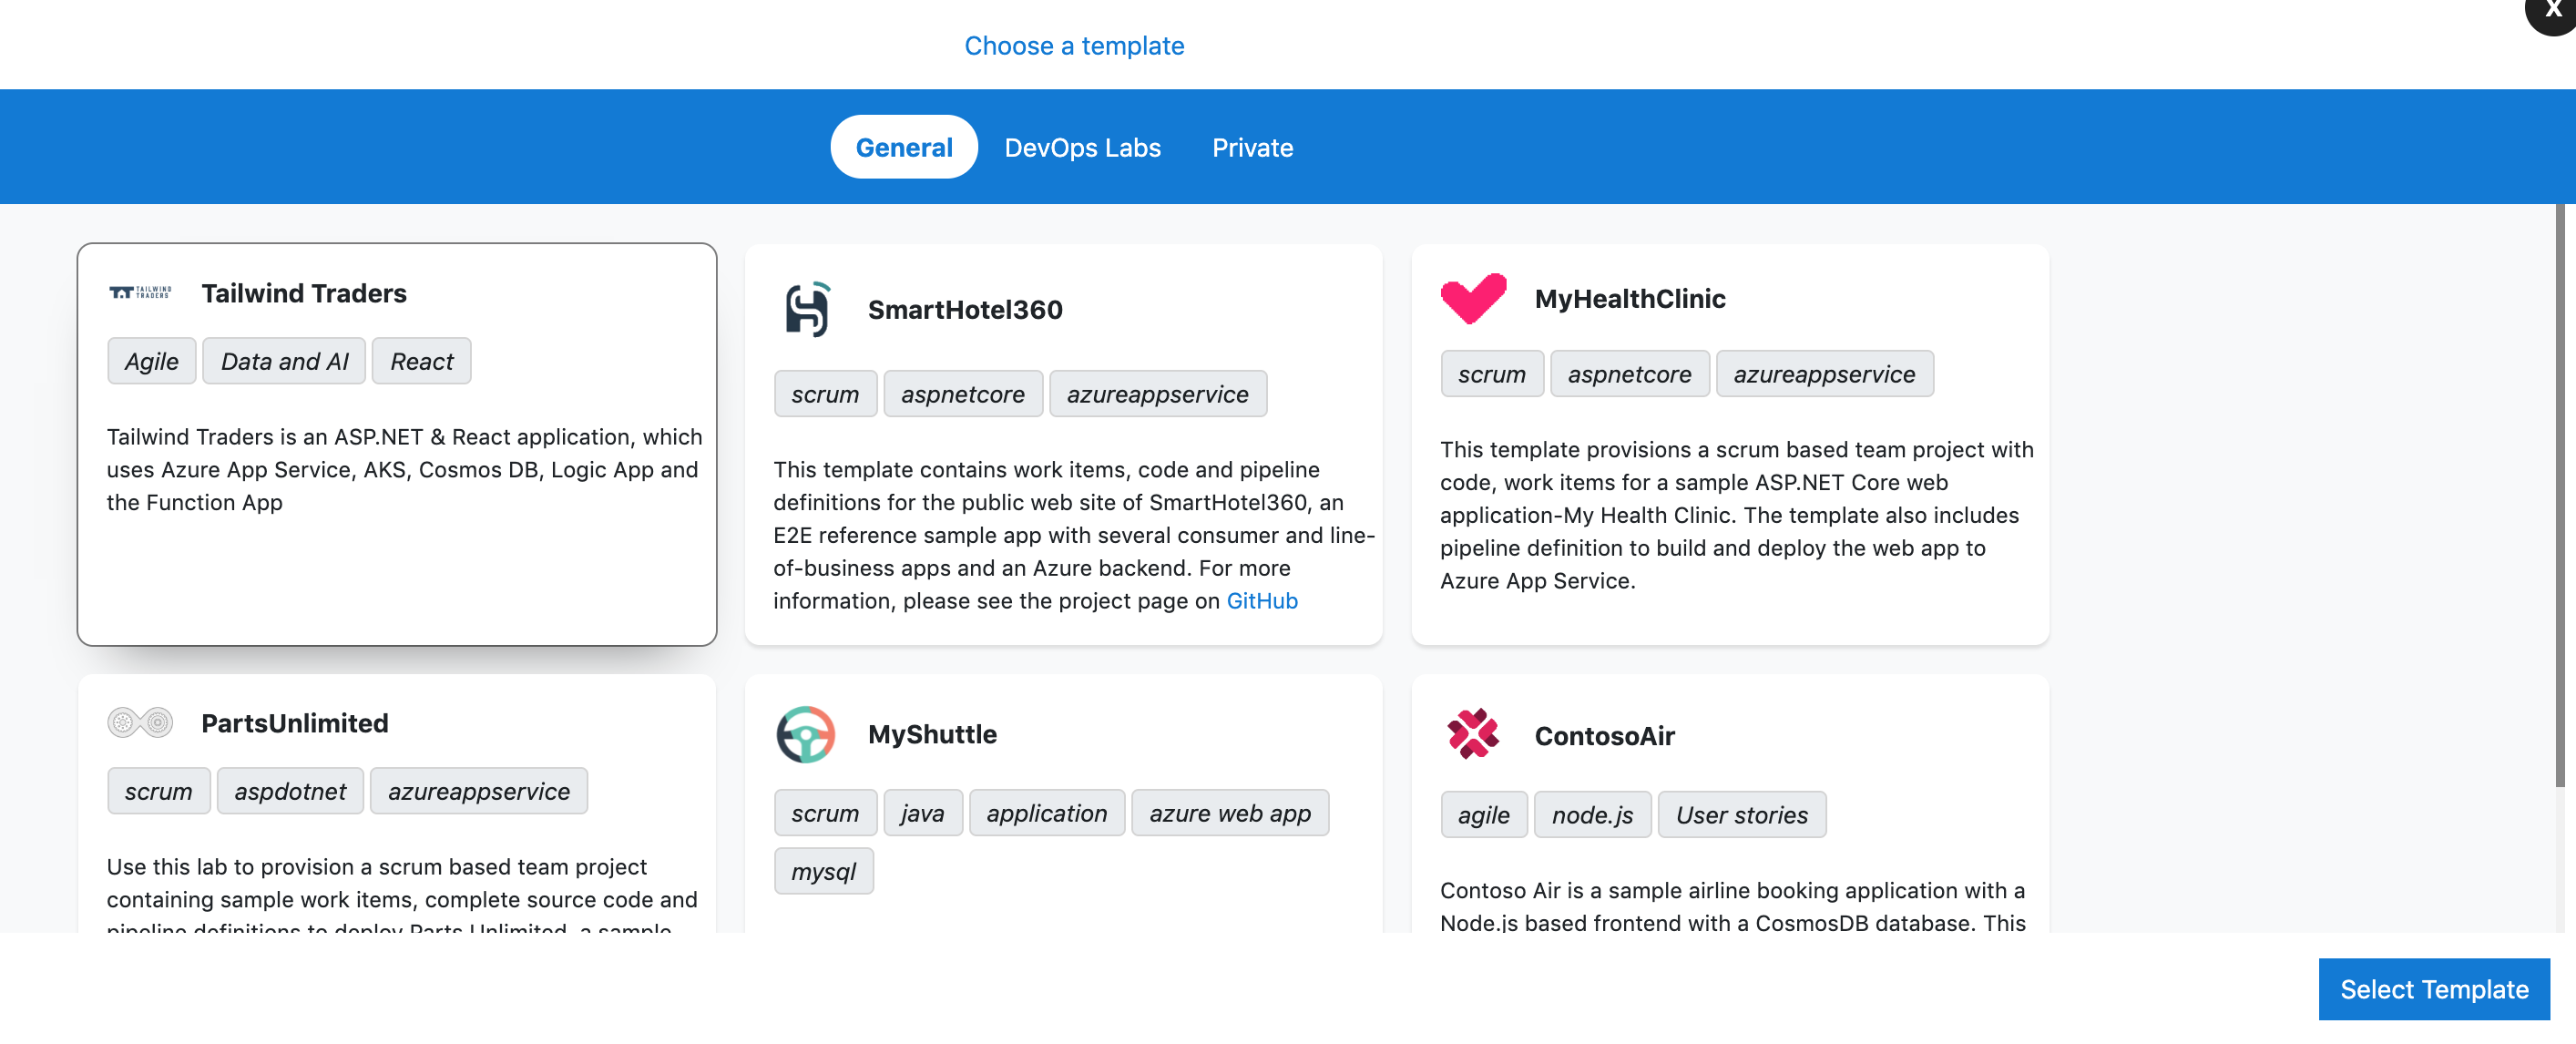 X
Choose a template
General DevOps Labs Private
TAILWIND
TRADERS
Tailwind Traders
Agile Data and AI React
Tailwind Traders is an ASP.NET & React application, which
uses Azure App Service, AKS, Cosmos DB, Logic App and
the Function App
SmartHotel360
scrum aspnetcore azureappservice
This template contains work items, code and pipeline
definitions for the public web site of SmartHotel360, an
E2E reference sample app with several consumer and line-
of-business apps and an Azure backend. For more
information, please see the project page on GitHub
MyHealthClinic
scrum aspnetcore azureappservice
This template provisions a scrum based team project with
code, work items for a sample ASP.NET Core web
application-My Health Clinic. The template also includes
pipeline definition to build and deploy the web app to
Azure App Service.
PartsUnlimited
scrum aspdotnet azureappservice
Use this lab to provision a scrum based team project
containing sample work items, complete source code and
pipeline definitions to deploy Parts Unlimited, a sample
MyShuttle
scrum java application azure web app
mysql
ContosoAir
agile node.js User stories
Contoso Air is a sample airline booking application with a
Node.js based frontend with a CosmosDB database. This
Select Template